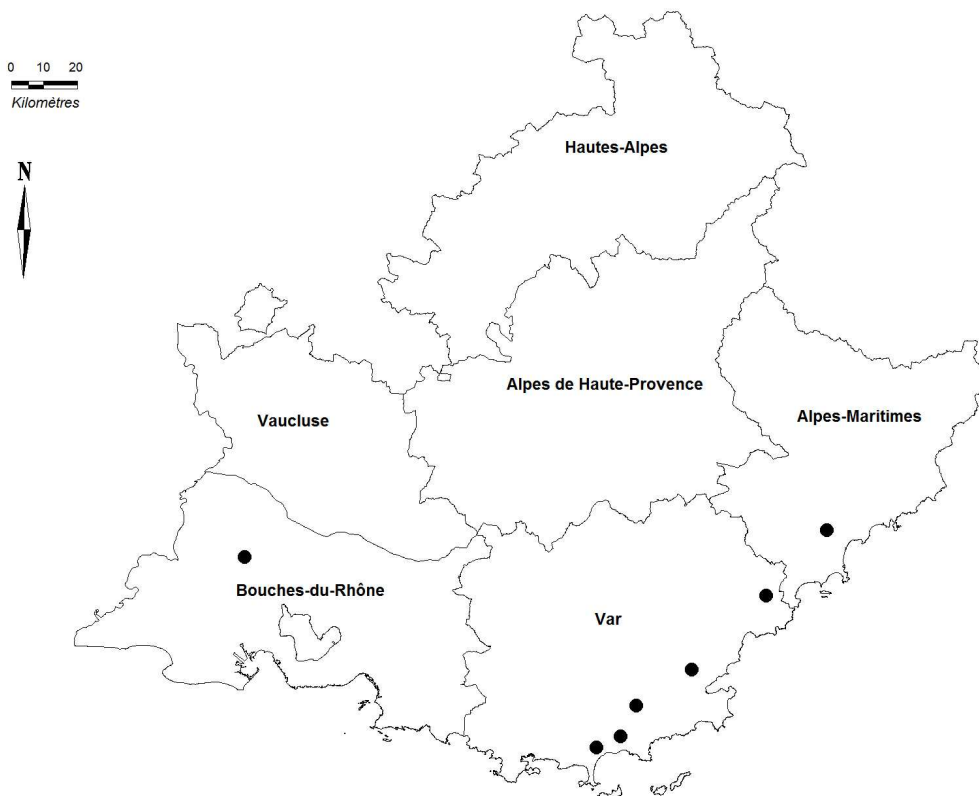 0 10 20
Kilomètres
N
Hautes-Alpes
Alpes de Haute-Provence
Alpes-Maritimes
Vaucluse
Bouches-du-Rhône
Var